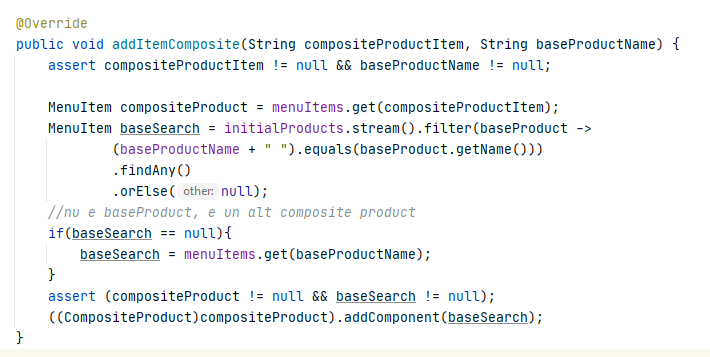 @Override
public void addItemComposite(String compositeProductItem, String baseProductName) {
assert compositeProductItem != null && baseProductName != null;
MenuItem compositeProduct = menuItems.get(compositeProductItem);
MenuItem baseSearch = initialProducts.stream().filter(baseProduct ->
(baseProductName + " ").equals(baseProduct.getName()))
.findAny()
.orElse( other: null);
//nu e baseProduct, e un alt composite product
if(baseSearch == null){
baseSearch = menuItems.get(baseProductName);
}
assert (compositeProduct != null && baseSearch != null);
((CompositeProduct)compositeProduct).addComponent(baseSearch);
}